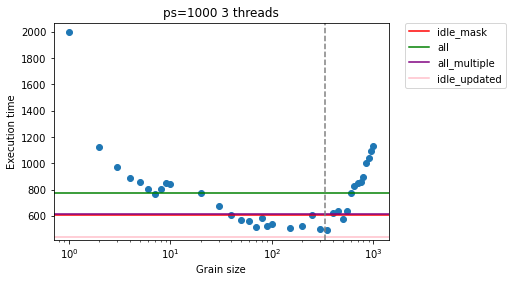 ps=1000 3 threads
2000
1800
1600
1400
1200
1000
800
600
Execution time
10^0
10^1
10^2
10^3
Grain size
idle_mask
all
all_multiple
idle_updated